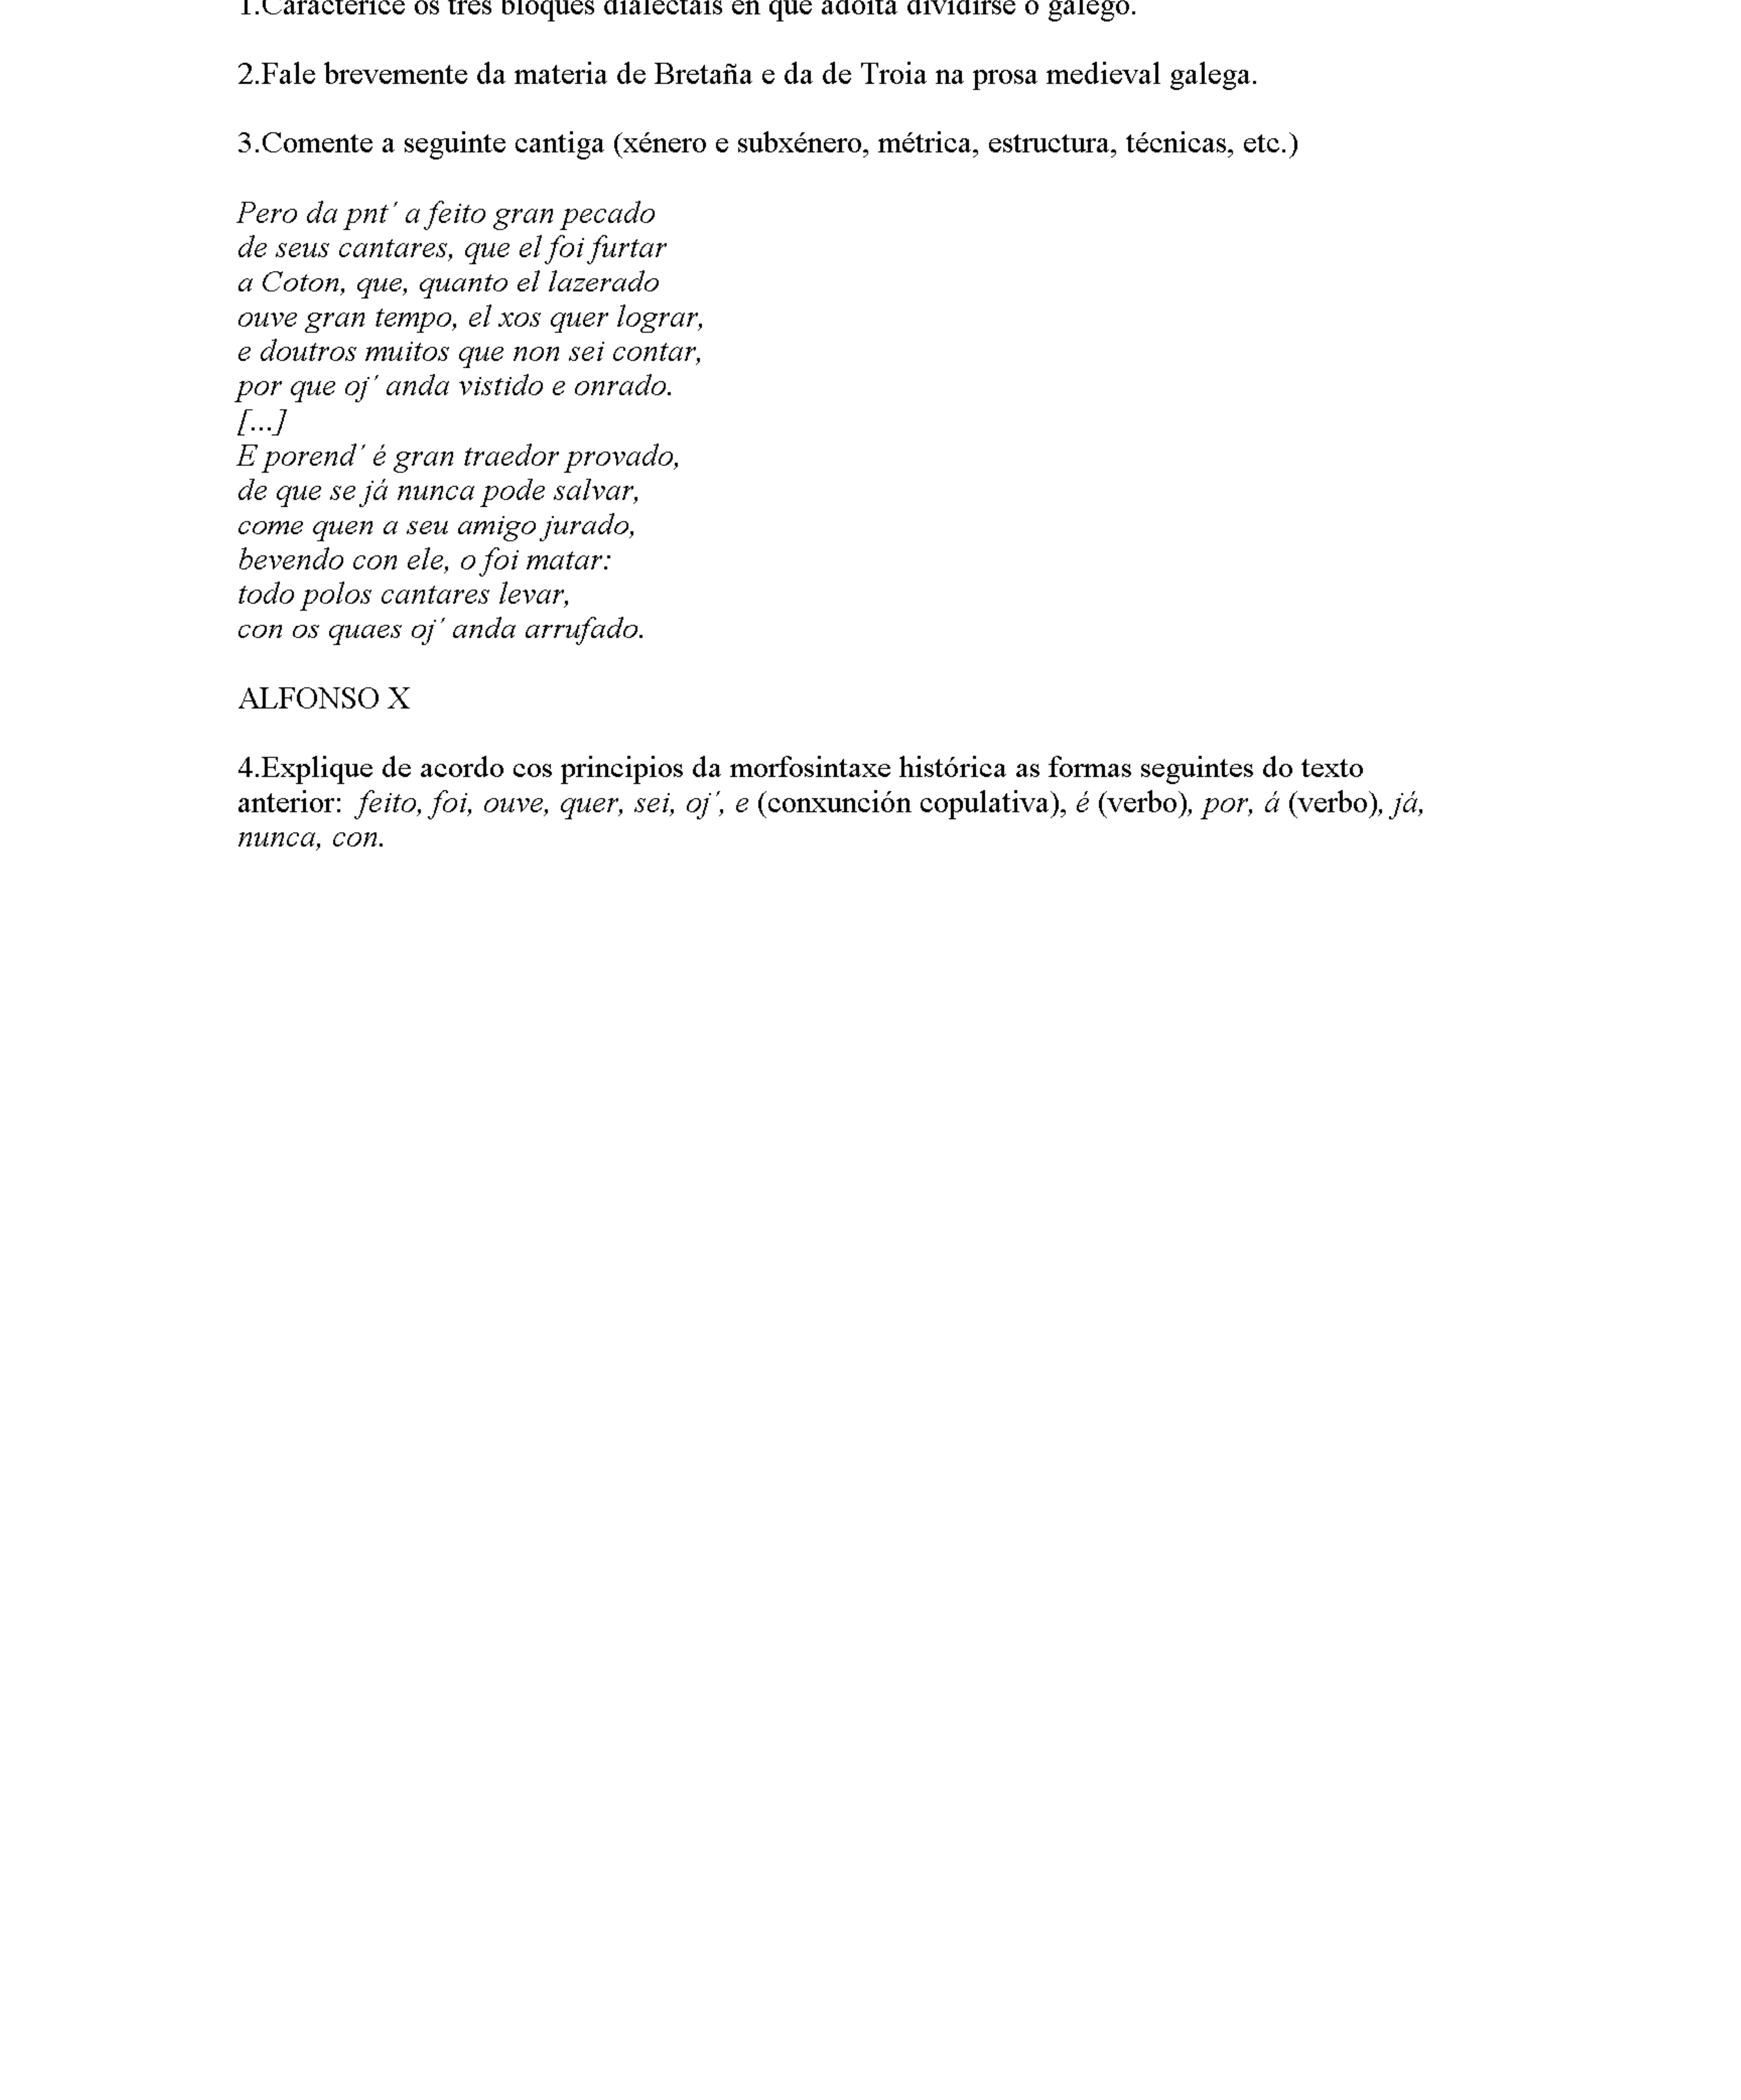 1.Caracterice os tres bloques dialectais en que adoita dividirse o galego.
2.Fale brevemente da materia de Bretaña e da de Troia na prosa medieval galega.
3.Comente a seguinte cantiga (xénero e subxénero, métrica, estructura, técnicas, etc.)
Pero da pnt´ a feito gran pecado
de seus cantares, que el foi furtar
a Coton, que, quanto el lazerado
ouve gran tempo, el xos quer lograr,
e doutros muitos que non sei contar,
por que oj´ anda vistido e onrado.
[...]
E porend´ é gran traedor provado,
de que se já nunca pode salvar,
come quen a seu amigo jurado,
bevendo con ele, o foi matar:
todo polos cantares levar,
con os quaes oj´ anda arrufado.
ALFONSO X
4.Explique de acordo cos principios da morfosintaxe histórica as formas seguintes do texto
anterior:  feito, foi, ouve, quer, sei, oj´, e (conxunción copulativa), é (verbo), por, á (verbo), já,
nunca, con.